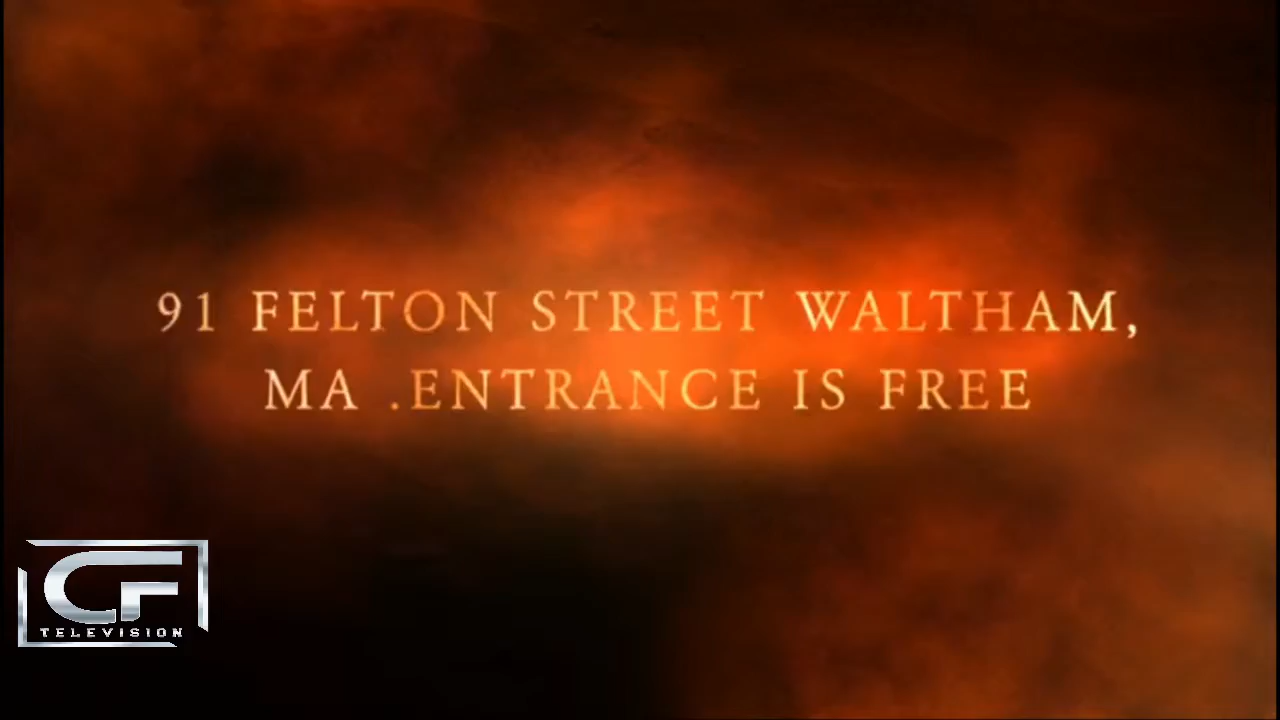 91 FELTON STREET WALTHAM,
MA .ENTRANCE IS FREE
CF
TELEVISION